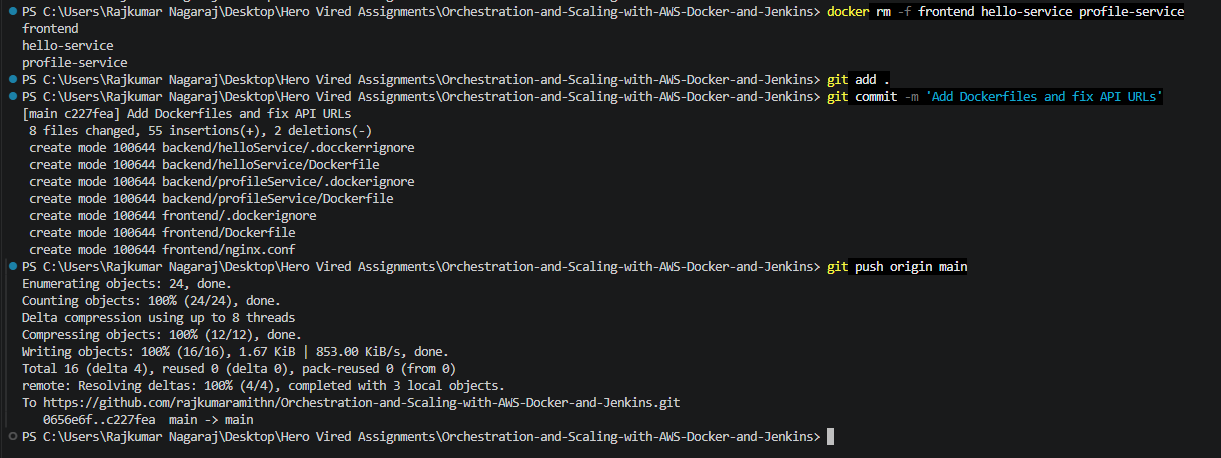 PS C:\Users\Rajkumar Nagaraj\Desktop\Hero Vired Assignments\Orchestration-and-Scaling-with-AWS-Docker-and-Jenkins> docker rm -f frontend hello-service profile-service
frontend
hello-service
profile-service
PS C:\Users\Rajkumar Nagaraj\Desktop\Hero Vired Assignments\Orchestration-and-Scaling-with-AWS-Docker-and-Jenkins> git add .
PS C:\Users\Rajkumar Nagaraj\Desktop\Hero Vired Assignments\Orchestration-and-Scaling-with-AWS-Docker-and-Jenkins> git commit -m 'Add Dockerfiles and fix API URLs'
[main c227fea] Add Dockerfiles and fix API URLs
8 files changed, 55 insertions(+), 2 deletions(-)
create mode 100644 backend/helloService/.docckerrignore
create mode 100644 backend/helloService/Dockerfile
create mode 100644 backend/profileService/.dockerignore
create mode 100644 backend/profileService/Dockerfile
create mode 100644 frontend/.dockerignore
create mode 100644 frontend/Dockerfile
create mode 100644 frontend/nginx.conf
PS C:\Users\Rajkumar Nagaraj\Desktop\Hero Vired Assignments\Orchestration-and-Scaling-with-AWS-Docker-and-Jenkins> git push origin main
Enumerating objects: 24, done.
Counting objects: 100% (24/24), done.
Delta compression using up to 8 threads
Compressing objects: 100% (12/12), done.
Writing objects: 100% (16/16), 1.67 KiB | 853.00 KiB/s, done.
Total 16 (delta 4), reused 0 (delta 0), pack-reused 0 (from 0)
remote: Resolving deltas: 100% (4/4), completed with 3 local objects.
To https://github.com/rajkumaramithn/Orchestration-and-Scaling-with-AWS-Docker-and-Jenkins.git
0656e6f..c227fea  main -> main
PS C:\Users\Rajkumar Nagaraj\Desktop\Hero Vired Assignments\Orchestration-and-Scaling-with-AWS-Docker-and-Jenkins>